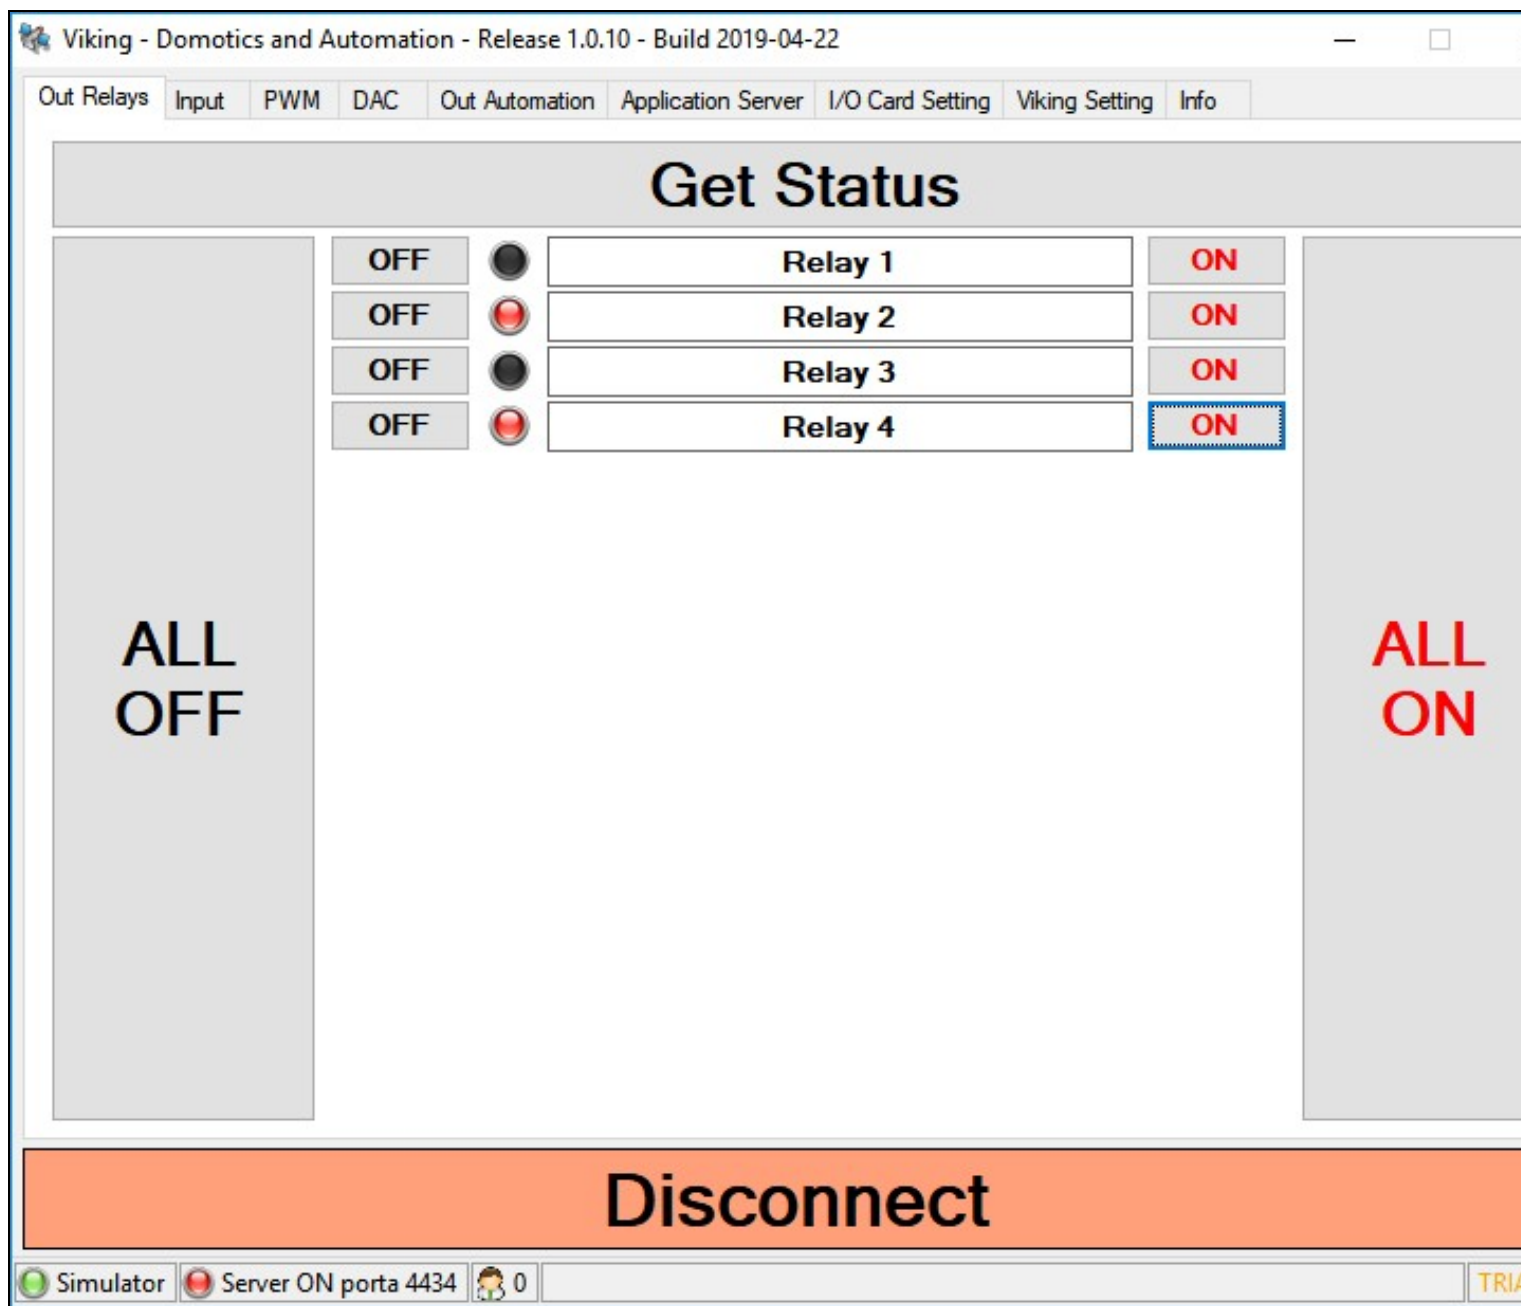 Viking - Domotics and Automation - Release 1.0.10 - Build 2019-04-22
Out Relays Input PWM DAC Out Automation Application Server I/O Card Setting Viking Setting Info
Get Status
OFF Relay 1 ON
OFF Relay 2 ON
OFF Relay 3 ON
OFF Relay 4 ON
ALL
OFF
ALL
ON
Disconnect
Simulator Server ON porta 4434 0